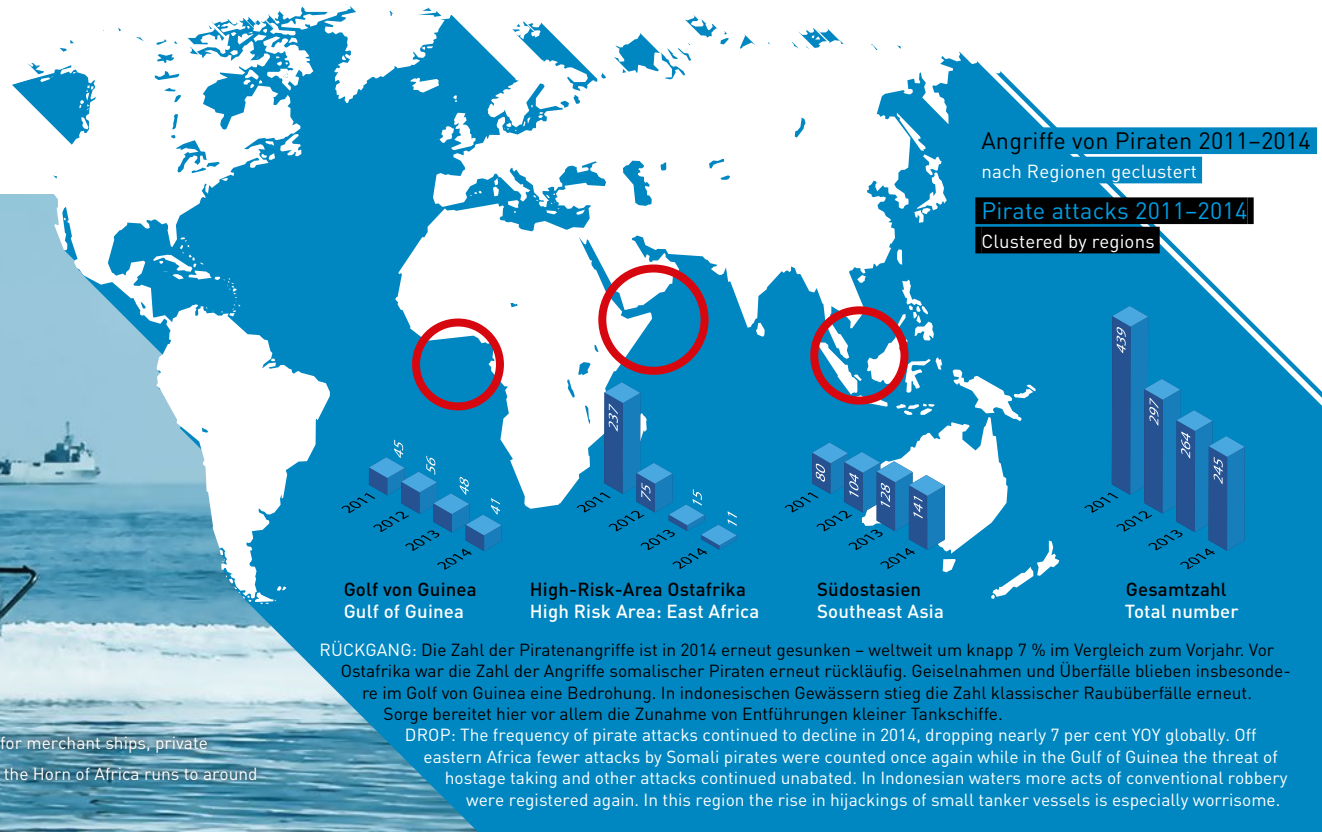 Angriffe von Piraten 2011–2014
nach Regionen geclustert
Pirate attacks 2011–2014
Clustered by regions
45
56
48
41
2011
2012
2013
2014
Golf von Guinea
Gulf of Guinea
237
75
15
11
2011
2012
2013
2014
High-Risk-Area Ostafrika
High Risk Area: East Africa
80
104
128
141
2011
2012
2013
2014
Südostasien
Southeast Asia
439
297
264
245
2011
2012
2013
2014
Gesamtzahl
Total number
RÜCKGANG: Die Zahl der Piratenangriffe ist in 2014 erneut gesunken – weltweit um knapp 7 % im Vergleich zum Vorjahr. Vor
Ostafrika war die Zahl der Angriffe somalischer Piraten erneut rückläufig. Geiselnahmen und Überfälle blieben insbesonde-
re im Golf von Guinea eine Bedrohung. In indonesischen Gewässern stieg die Zahl klassischer Raubüberfälle erneut.
Sorge bereitet hier vor allem die Zunahme von Entführungen kleiner Tankschiffe.
DROP: The frequency of pirate attacks continued to decline in 2014, dropping nearly 7 per cent YOY globally. Off
eastern Africa fewer attacks by Somali pirates were counted once again while in the Gulf of Guinea the threat of
hostage taking and other attacks continued unabated. In Indonesian waters more acts of conventional robbery
were registered again. In this region the rise in hijackings of small tanker vessels is especially worrisome.
for merchant ships, private
the Horn of Africa runs to around